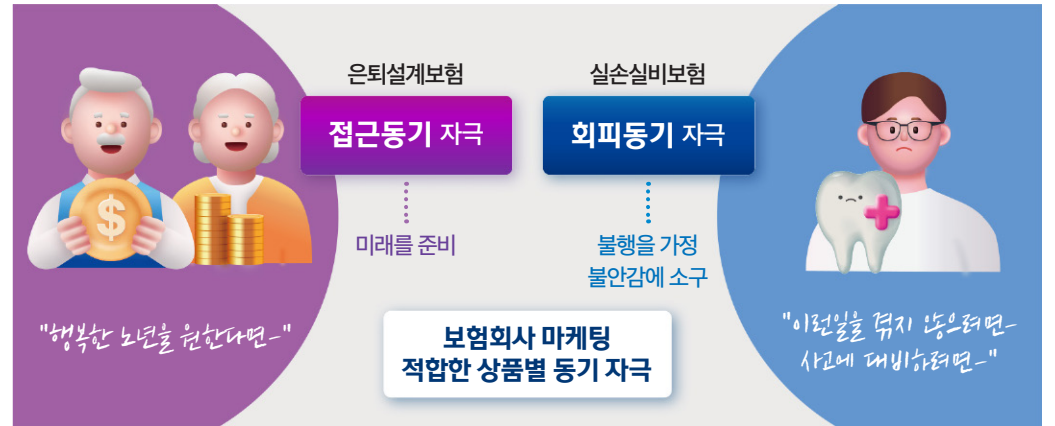 은퇴설계보험
접근동기 자극
미래를 준비
"행복한 노년을 원한다면-"
실손실비보험
회피동기 자극
불행을 가정
불안감에 소구
"이런일을 겪지 않으려면-
사고에 대비하려면-"
보험회사 마케팅
적합한 상품별 동기 자극
$